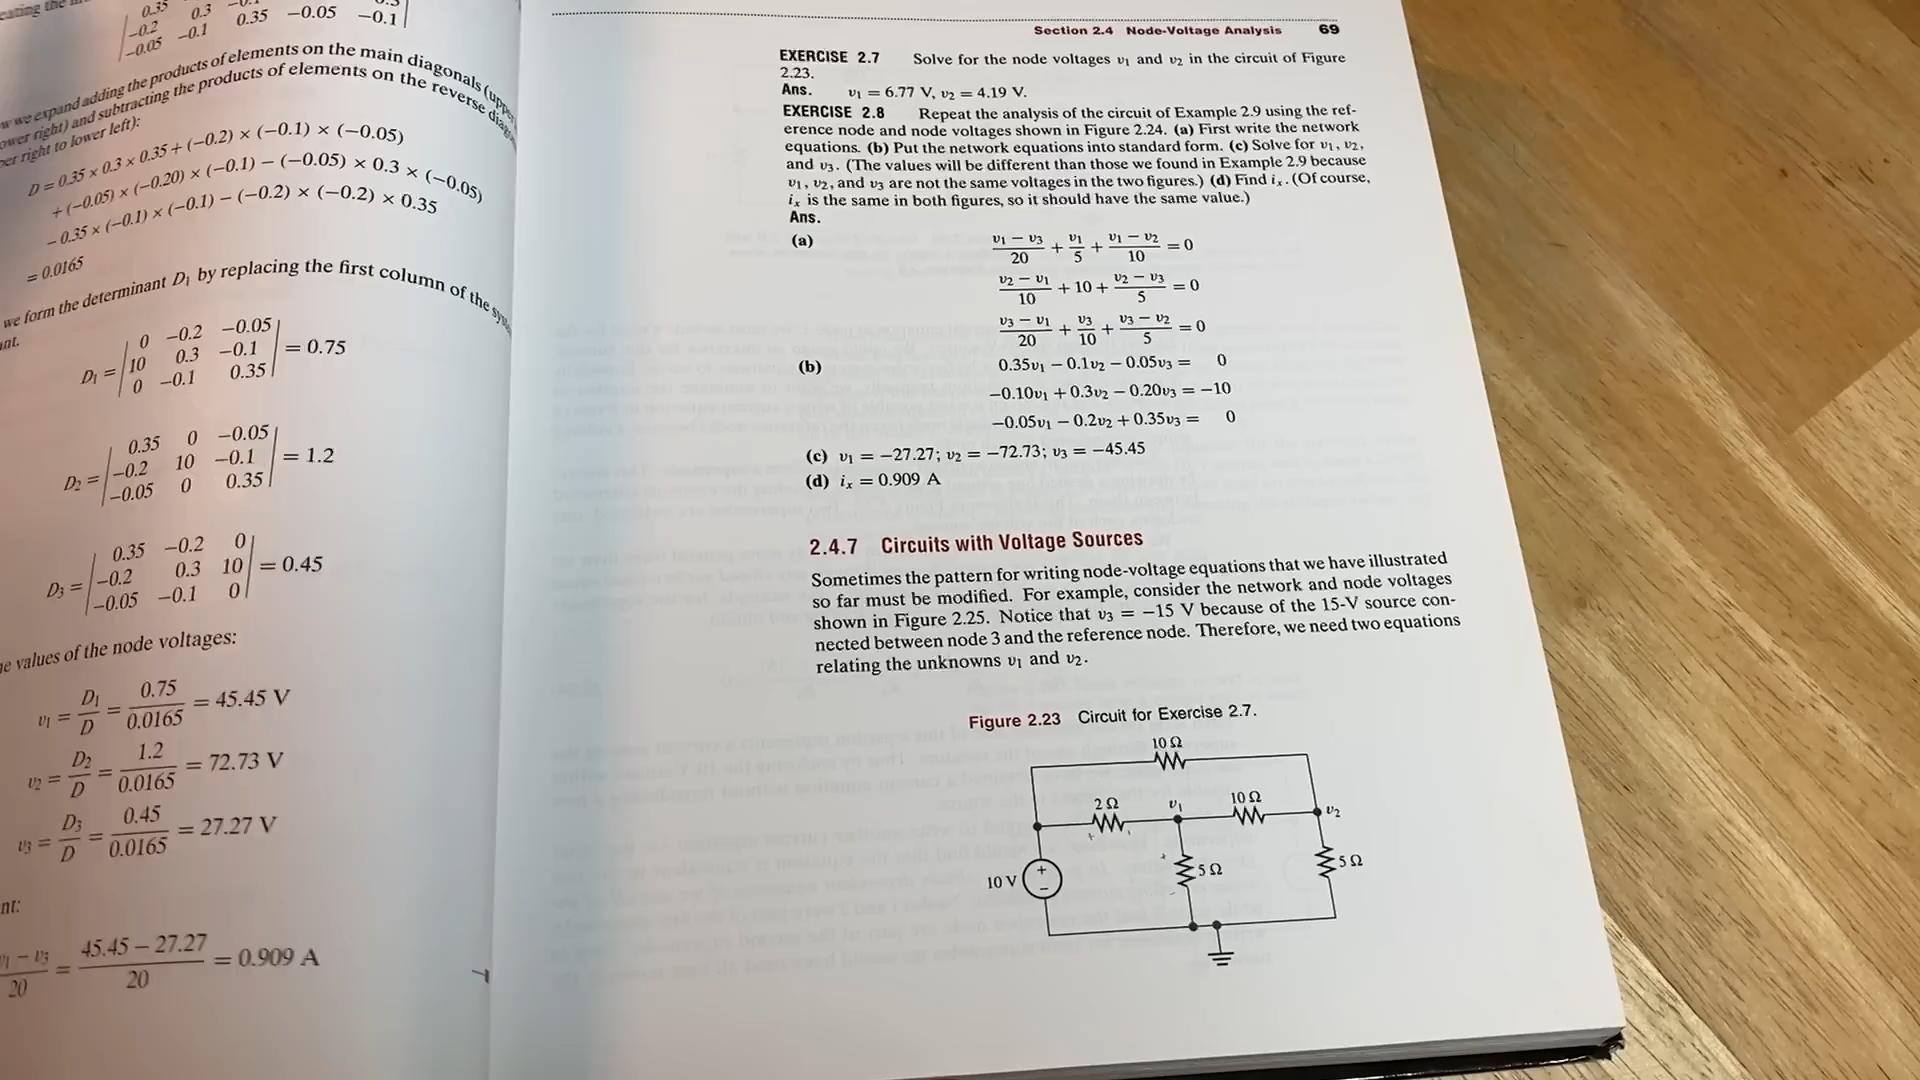 0.35 0.3
-0.2
-0.05 -0.1 0.35 -0.05 -0.1
we expand adding the products of elements on the main diagonals
right) and subtracting the products of elements on the reverse
right to lower left):
D = 0.35 × 0.3 × 0.35 + (−0.2) × (−0.1) × (−0.05)
+ (−0.05) × (−0.20) × (−0.1) − (−0.05) × 0.3 × (−0.05)
− 0.35 × (−0.1) × (−0.1) − (−0.2) × (−0.2) × 0.35
= 0.0165
we form the determinant D1 by replacing the first column of the
0 −0.2 −0.05
D1 = 10 0.3 −0.1 = 0.75
0 −0.1 0.35
0.35 0 −0.05
D2 = −0.2 10 −0.1 = 1.2
−0.05 0 0.35
0.35 −0.2 0
D3 = −0.2 0.3 10 = 0.45
−0.05 −0.1 0
values of the node voltages:
v1 = D1/D = 0.75/0.0165 = 45.45 V
v2 = D2/D = 1.2/0.0165 = 72.73 V
v3 = D3/D = 0.45/0.0165 = 27.27 V
v1 − v3/20 = 45.45 − 27.27/20 = 0.909 A
Section 2.4 Node-Voltage Analysis 69
EXERCISE 2.7 Solve for the node voltages v1 and v2 in the circuit of Figure
2.23.
Ans. v1 = 6.77 V, v2 = 4.19 V.
EXERCISE 2.8 Repeat the analysis of the circuit of Example 2.9 using the ref-
erence node and node voltages shown in Figure 2.24. (a) First write the network
equations. (b) Put the network equations into standard form. (c) Solve for v1, v2,
and v3. (The values will be different than those we found in Example 2.9 because
v1, v2, and v3 are not the same voltages in the two figures.) (d) Find ix. (Of course,
ix is the same in both figures, so it should have the same value.)
Ans.
(a) v1 − v3/20 + v1/5 + v1 − v2/10 = 0
v2 − v1/10 + 10 + v2 − v3/5 = 0
v3 − v1/20 + v3/10 + v3 − v2/5 = 0
(b) 0.35v1 − 0.1v2 − 0.05v3 = 0
−0.10v1 + 0.3v2 − 0.20v3 = −10
−0.05v1 − 0.2v2 + 0.35v3 = 0
(c) v1 = −27.27; v2 = −72.73; v3 = −45.45
(d) ix = 0.909 A
2.4.7 Circuits with Voltage Sources
Sometimes the pattern for writing node-voltage equations that we have illustrated
so far must be modified. For example, consider the network and node voltages
shown in Figure 2.25. Notice that v3 = −15 V because of the 15-V source con-
nected between node 3 and the reference node. Therefore, we need two equations
relating the unknowns v1 and v2.
Figure 2.23 Circuit for Exercise 2.7.
10 Ω
2 Ω v1 10 Ω v2
10 V + − 5 Ω 5 Ω